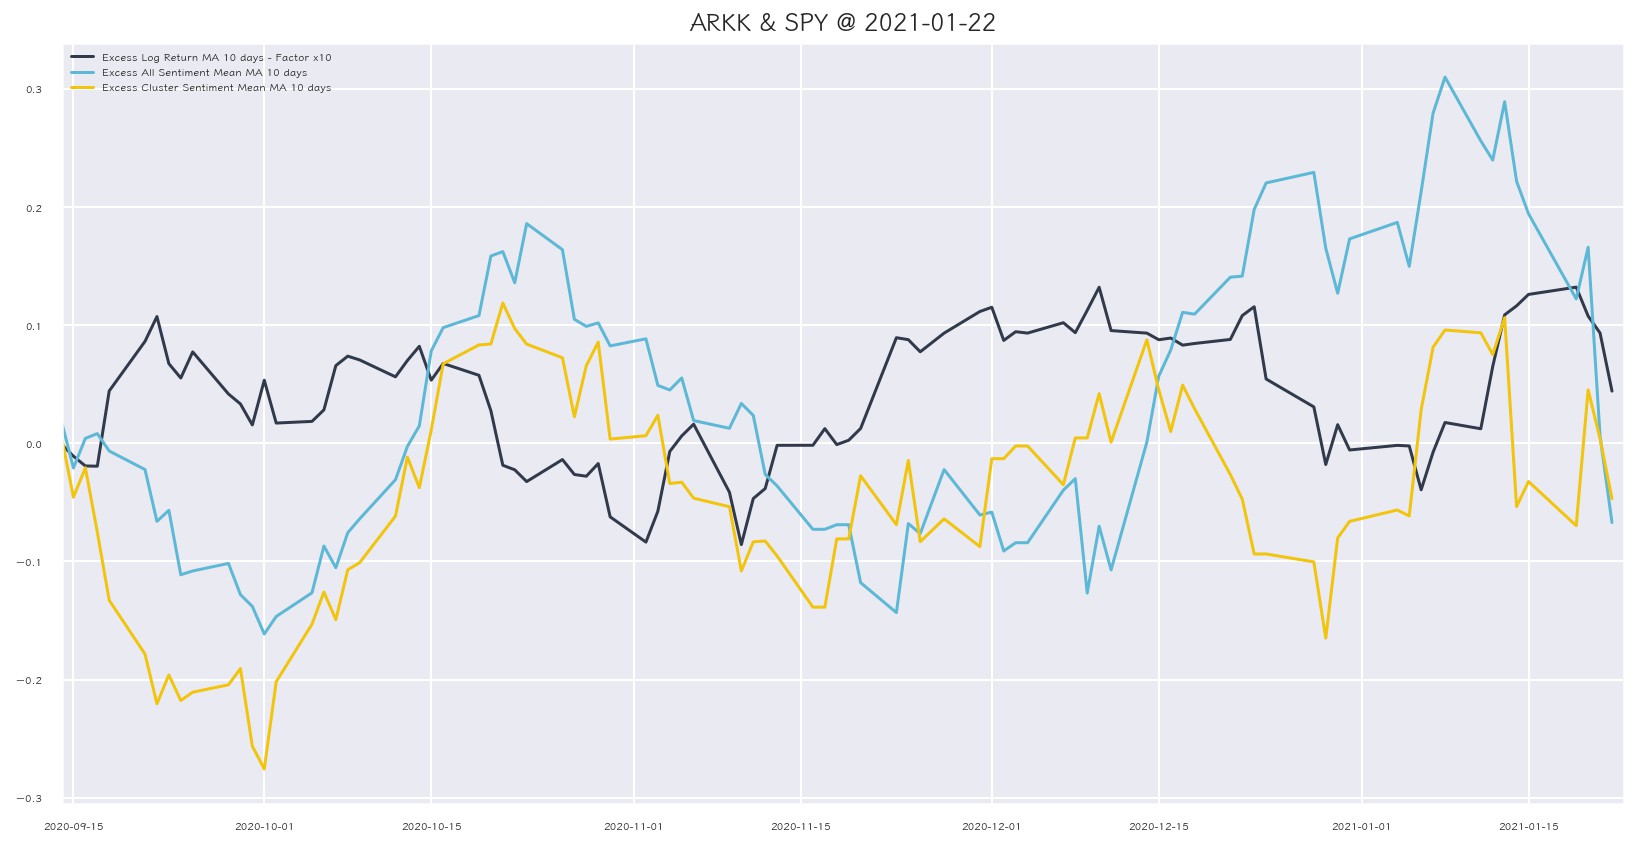 ARKK & SPY @ 2021-01-22
Excess Log Return MA 10 days - Factor x10
Excess All Sentiment Mean MA 10 days
Excess Cluster Sentiment Mean MA 10 days
0.3
0.2
0.1
0.0
−0.1
−0.2
−0.3
2020-09-15 2020-10-01 2020-10-15 2020-11-01 2020-11-15 2020-12-01 2020-12-15 2021-01-01 2021-01-15